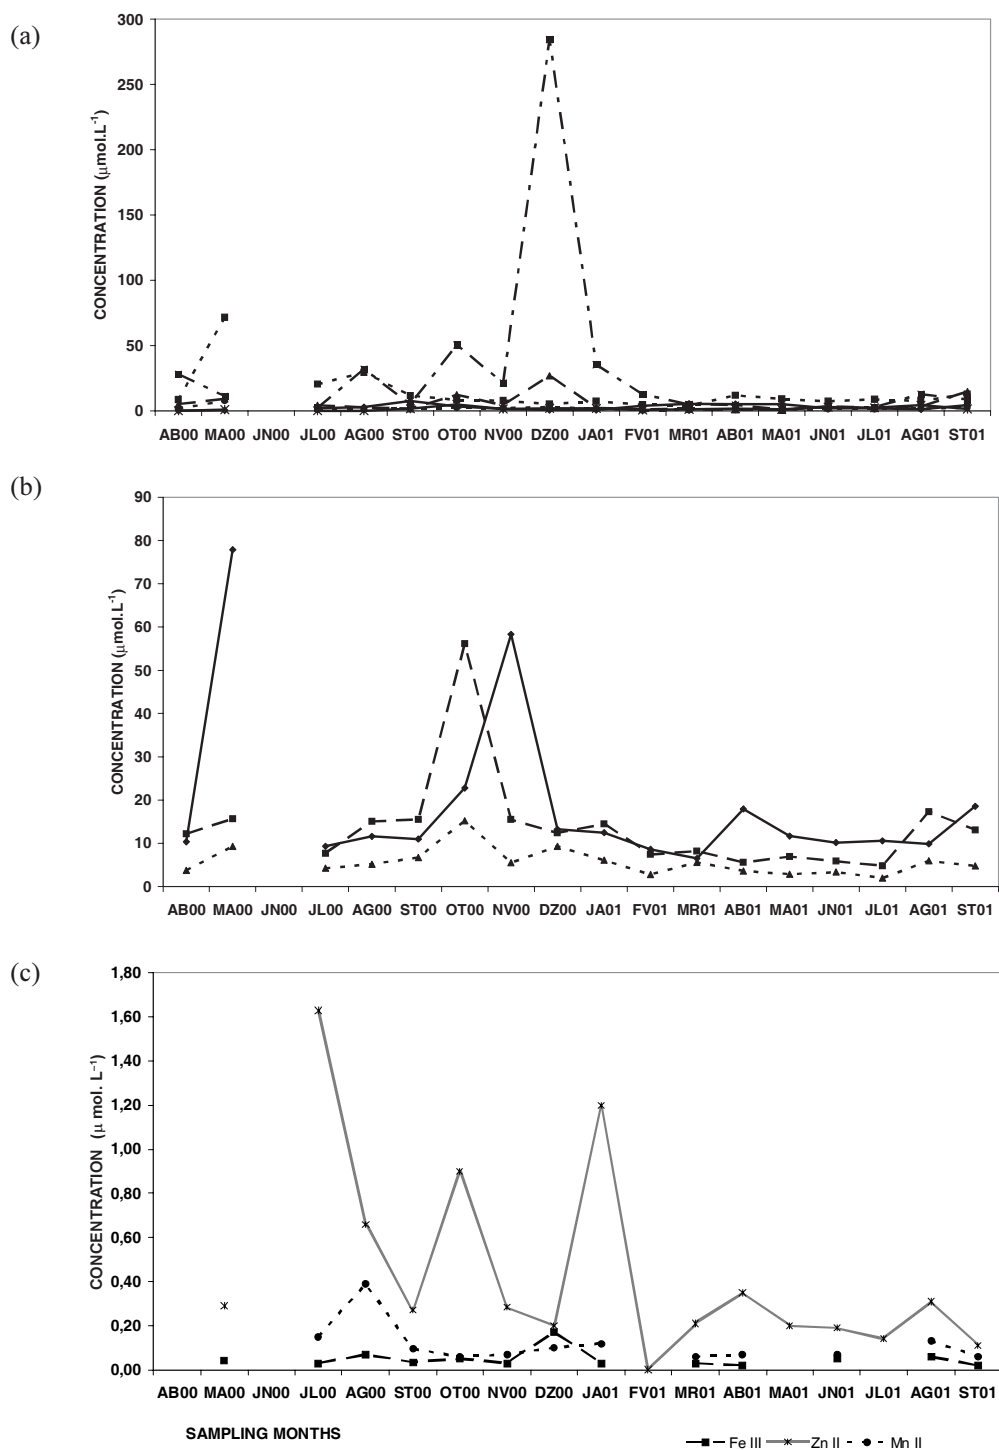 (a)
CONCENTRATION (μmol.L-1)
300
250
200
150
100
50
0
AB00 MA00 JN00 JL00 AG00 ST00 OT00 NV00 DZ00 JA01 FV01 MR01 AB01 MA01 JN01 JL01 AG01 ST01
(b)
CONCENTRATION (μmol.L-1)
90
80
70
60
50
40
30
20
10
0
AB00 MA00 JN00 JL00 AG00 ST00 OT00 NV00 DZ00 JA01 FV01 MR01 AB01 MA01 JN01 JL01 AG01 ST01
(c)
CONCENTRATION (μ mol. L-1)
1,80
1,60
1,40
1,20
1,00
0,80
0,60
0,40
0,20
0,00
AB00 MA00 JN00 JL00 AG00 ST00 OT00 NV00 DZ00 JA01 FV01 MR01 AB01 MA01 JN01 JL01 AG01 ST01
SAMPLING MONTHS
Fe III Zn II Mn II